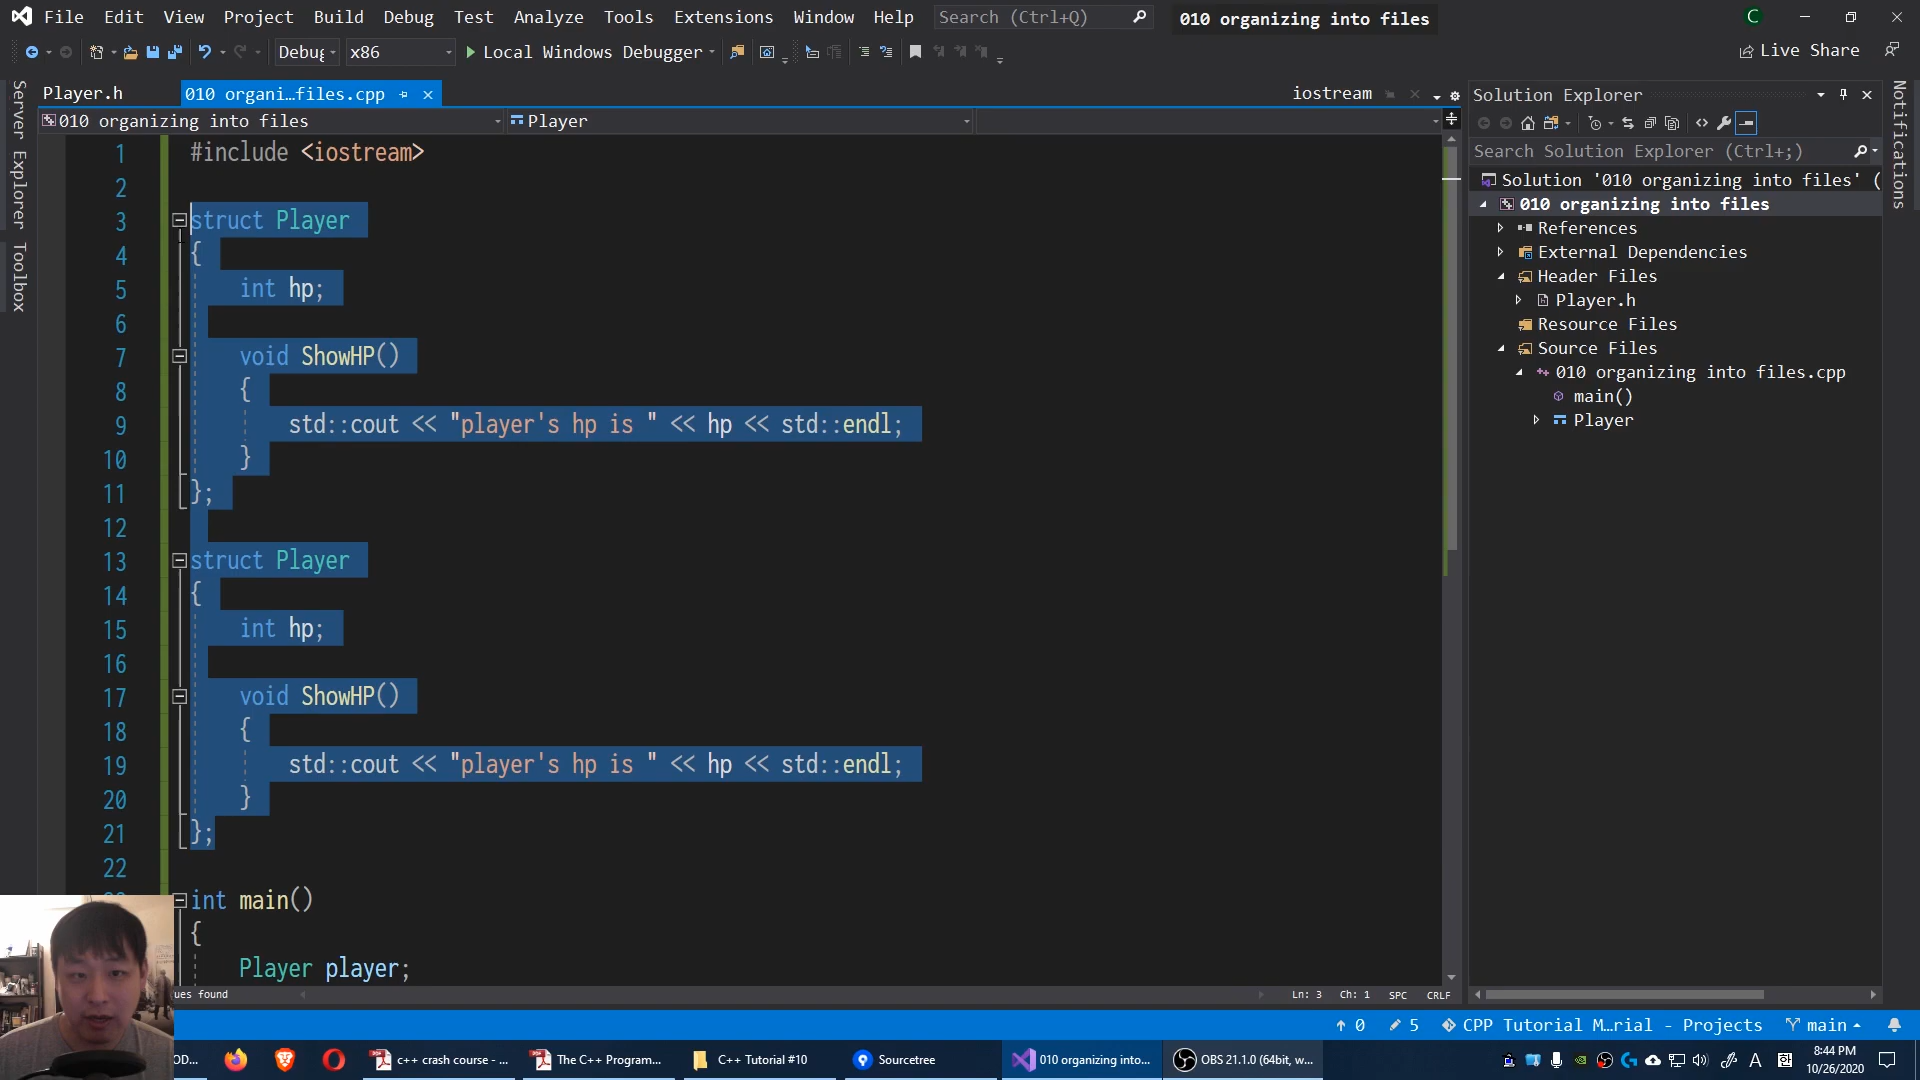 File Edit View Project Build Debug Test Analyze Tools Extensions Window Help Search (Ctrl+Q) 010 organizing into files C
Debug x86 Local Windows Debugger Live Share
Server Explorer
Toolbox
Player.h 010 organi…files.cpp iostream
010 organizing into files Player
1 #include <iostream>
2
3 struct Player
4 {
5 int hp;
6
7 void ShowHP()
8 {
9 std::cout << "player's hp is " << hp << std::endl;
10 }
11 };
12
13 struct Player
14 {
15 int hp;
16
17 void ShowHP()
18 {
19 std::cout << "player's hp is " << hp << std::endl;
20 }
21 };
22
int main()
{
Player player;
ues found Ln: 3 Ch: 1 SPC CRLF
Solution Explorer
Search Solution Explorer (Ctrl+;)
Solution '010 organizing into files' (
010 organizing into files
References
External Dependencies
Header Files
Player.h
Resource Files
Source Files
010 organizing into files.cpp
main()
Player
Notifications
0 5 CPP Tutorial M…rial - Projects main
OD... c++ crash course - ... The C++ Program... C++ Tutorial #10 Sourcetree 010 organizing into... OBS 21.1.0 (64bit, w... A 8:44 PM
10/26/2020